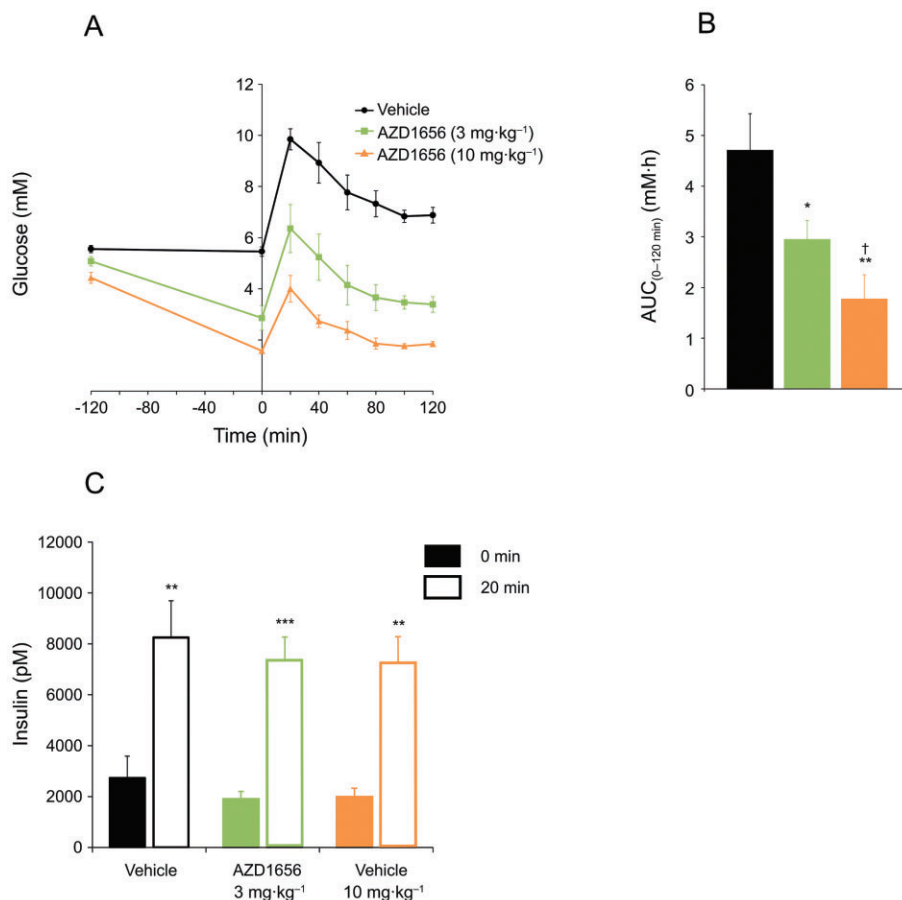 A
12
10
8
6
4
2
Glucose (mM)
Vehicle
AZD1656 (3 mg·kg⁻¹)
AZD1656 (10 mg·kg⁻¹)
-120
-80
-40
0
40
80
120
Time (min)
B
6
5
4
3
2
1
0
AUC(0–120 min) (mM·h)
*
†
**
C
12000
10000
8000
6000
4000
2000
0
Insulin (pM)
**
***
**
0 min
20 min
Vehicle
AZD1656
3 mg·kg⁻¹
Vehicle
10 mg·kg⁻¹